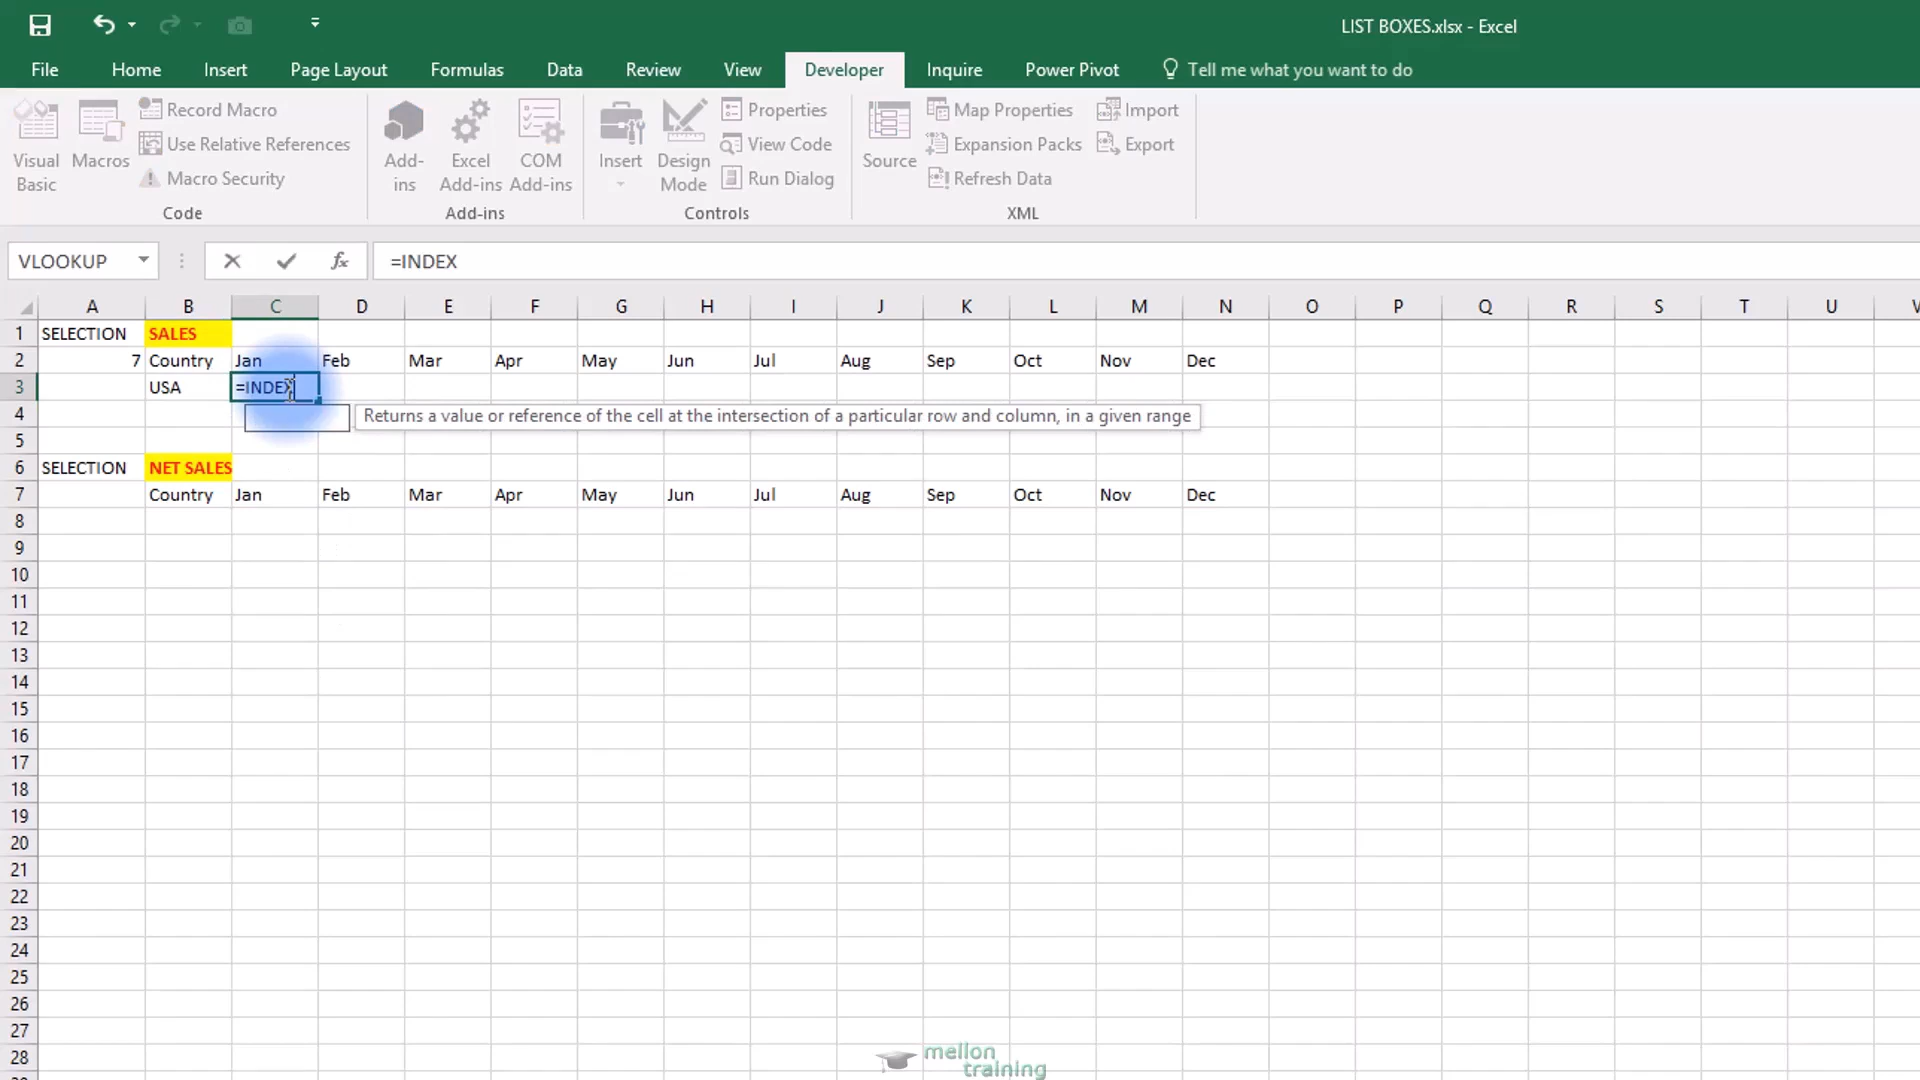 LIST BOXES.xlsx - Excel
File Home Insert Page Layout Formulas Data Review View Developer Inquire Power Pivot Tell me what you want to do
Visual Basic
Macros
Record Macro
Use Relative References
Macro Security
Code
Add-ins
Excel Add-ins
COM Add-ins
Add-ins
Insert
Design Mode
Properties
View Code
Run Dialog
Controls
Source
Map Properties
Expansion Packs
Refresh Data
Import
Export
XML
VLOOKUP fx =INDEX
A B C D E F G H I J K L M N O P Q R S T U
1 SELECTION SALES
2 7 Country Jan Feb Mar Apr May Jun Jul Aug Sep Oct Nov Dec
3 USA =INDEX
4 Returns a value or reference of the cell at the intersection of a particular row and column, in a given range
5
6 SELECTION NET SALES
7 Country Jan Feb Mar Apr May Jun Jul Aug Sep Oct Nov Dec
8
9
10
11
12
13
14
15
16
17
18
19
20
21
22
23
24
25
26
27
28
mellon
training